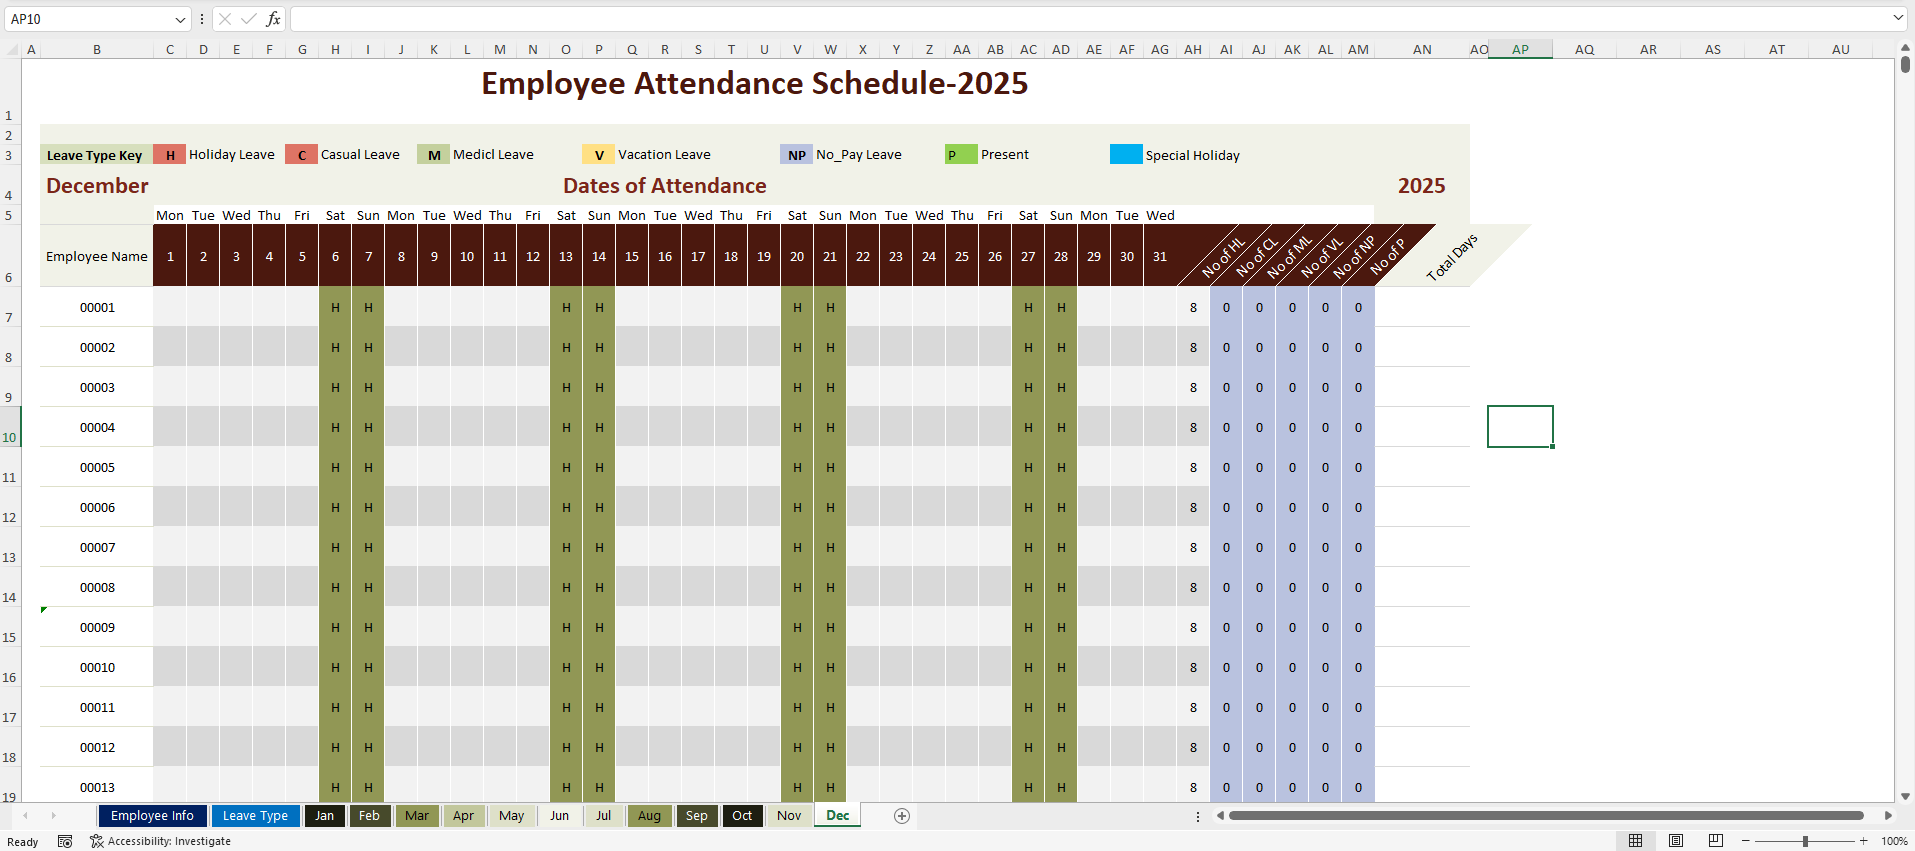 AP10
fx
A B C D E F G H I J K L M N O P Q R S T U V W X Y Z AA AB AC AD AE AF AG AH AI AJ AK AL AM AN AO AP AQ AR AS AT AU
Employee Attendance Schedule-2025
1
2
3 Leave Type Key H Holiday Leave C Casual Leave M Medicl Leave V Vacation Leave NP No_Pay Leave P Present Special Holiday
4 December Dates of Attendance 2025
5 Mon Tue Wed Thu Fri Sat Sun Mon Tue Wed Thu Fri Sat Sun Mon Tue Wed Thu Fri Sat Sun Mon Tue Wed Thu Fri Sat Sun Mon Tue Wed
6 Employee Name 1 2 3 4 5 6 7 8 9 10 11 12 13 14 15 16 17 18 19 20 21 22 23 24 25 26 27 28 29 30 31 No of HL No of CL No of ML No of VL No of NP No of P Total Days
7 00001 H H H H H H H H 8 0 0 0 0 0
8 00002 H H H H H H H H 8 0 0 0 0 0
9 00003 H H H H H H H H 8 0 0 0 0 0
10 00004 H H H H H H H H 8 0 0 0 0 0
11 00005 H H H H H H H H 8 0 0 0 0 0
12 00006 H H H H H H H H 8 0 0 0 0 0
13 00007 H H H H H H H H 8 0 0 0 0 0
14 00008 H H H H H H H H 8 0 0 0 0 0
15 00009 H H H H H H H H 8 0 0 0 0 0
16 00010 H H H H H H H H 8 0 0 0 0 0
17 00011 H H H H H H H H 8 0 0 0 0 0
18 00012 H H H H H H H H 8 0 0 0 0 0
19 00013 H H H H H H H H 8 0 0 0 0 0
Employee Info Leave Type Jan Feb Mar Apr May Jun Jul Aug Sep Oct Nov Dec
Ready Accessibility: Investigate 100%